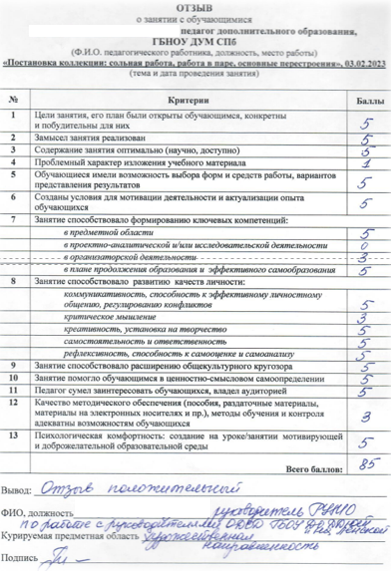 ОТЗЫВ
о занятии с обучающимися
педагог дополнительного образования,
ГБНОУ ДУМ СПб
(Ф.И.О. педагогического работника, должность, место работы)
«Постановка коллекции: сольная работа, работа в паре, основные перестроения», 03.02.2023
(тема и дата проведения занятия)
№ Критерии Баллы
1 Цели занятия, его план были открыты обучающимся, конкретны
и побудительны для них 5
2 Замысел занятия реализован 5
3 Содержание занятия оптимально (научно, доступно) 5
4 Проблемный характер изложения учебного материала 1
5 Обучающиеся имели возможность выбора форм и средств работы, вариантов
представления результатов 5
6 Созданы условия для мотивации деятельности и актуализации опыта
обучающихся 5
7 Занятие способствовало формированию ключевых компетенций:
в предметной области 5
в проектно-аналитической и/или исследовательской деятельности 0
в организаторской деятельности 3
в плане продолжения образования и эффективного самообразования 5
8 Занятие способствовало развитию качеств личности:
коммуникативность, способность к эффективному личностному
общению, регулированию конфликтов 5
критическое мышление 3
креативность, установка на творчество 5
самостоятельность и ответственность 5
рефлексивность, способность к самооценке и самоанализу 5
9 Занятие способствовало расширению общекультурного кругозора 5
10 Занятие помогло обучающимся в ценностно-смысловом самоопределении 5
11 Педагог сумел заинтересовать обучающихся, владел аудиторией 5
12 Качество методического обеспечения (пособия, раздаточные материалы,
материалы на электронных носителях и пр.), методы обучения и контроля
адекватны возможностям обучающихся 3
13 Психологическая комфортность: создание на уроке/занятии мотивирующей
и доброжелательной образовательной среды 5
Всего баллов: 85
Вывод: Отзыв положительный
ФИО, должность руководитель РУМО
по работе с руководителями ОДОД ГБОУ
Курируемая предметная область художественная
направленность
Подпись